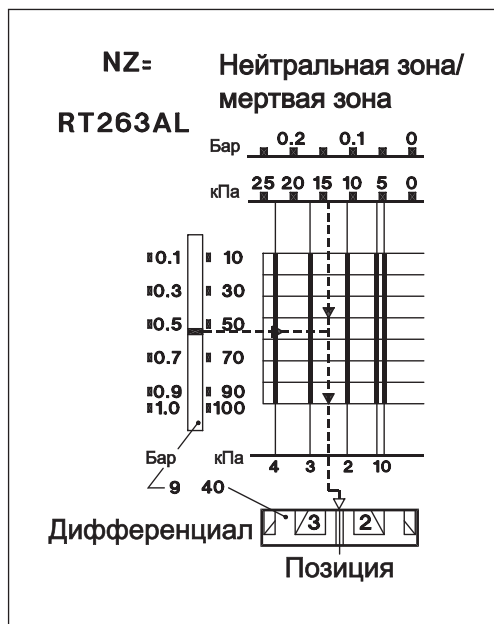 NZ= Нейтральная зона/
мертвая зона
RT263AL
Бар 0.2 0.1 0
кПа 25 20 15 10 5 0
0.1 10
0.3 30
0.5 50
0.7 70
0.9 90
1.0 100
Бар кПа 4 3 2 10
9 40
Дифференциал 3 2
Позиция